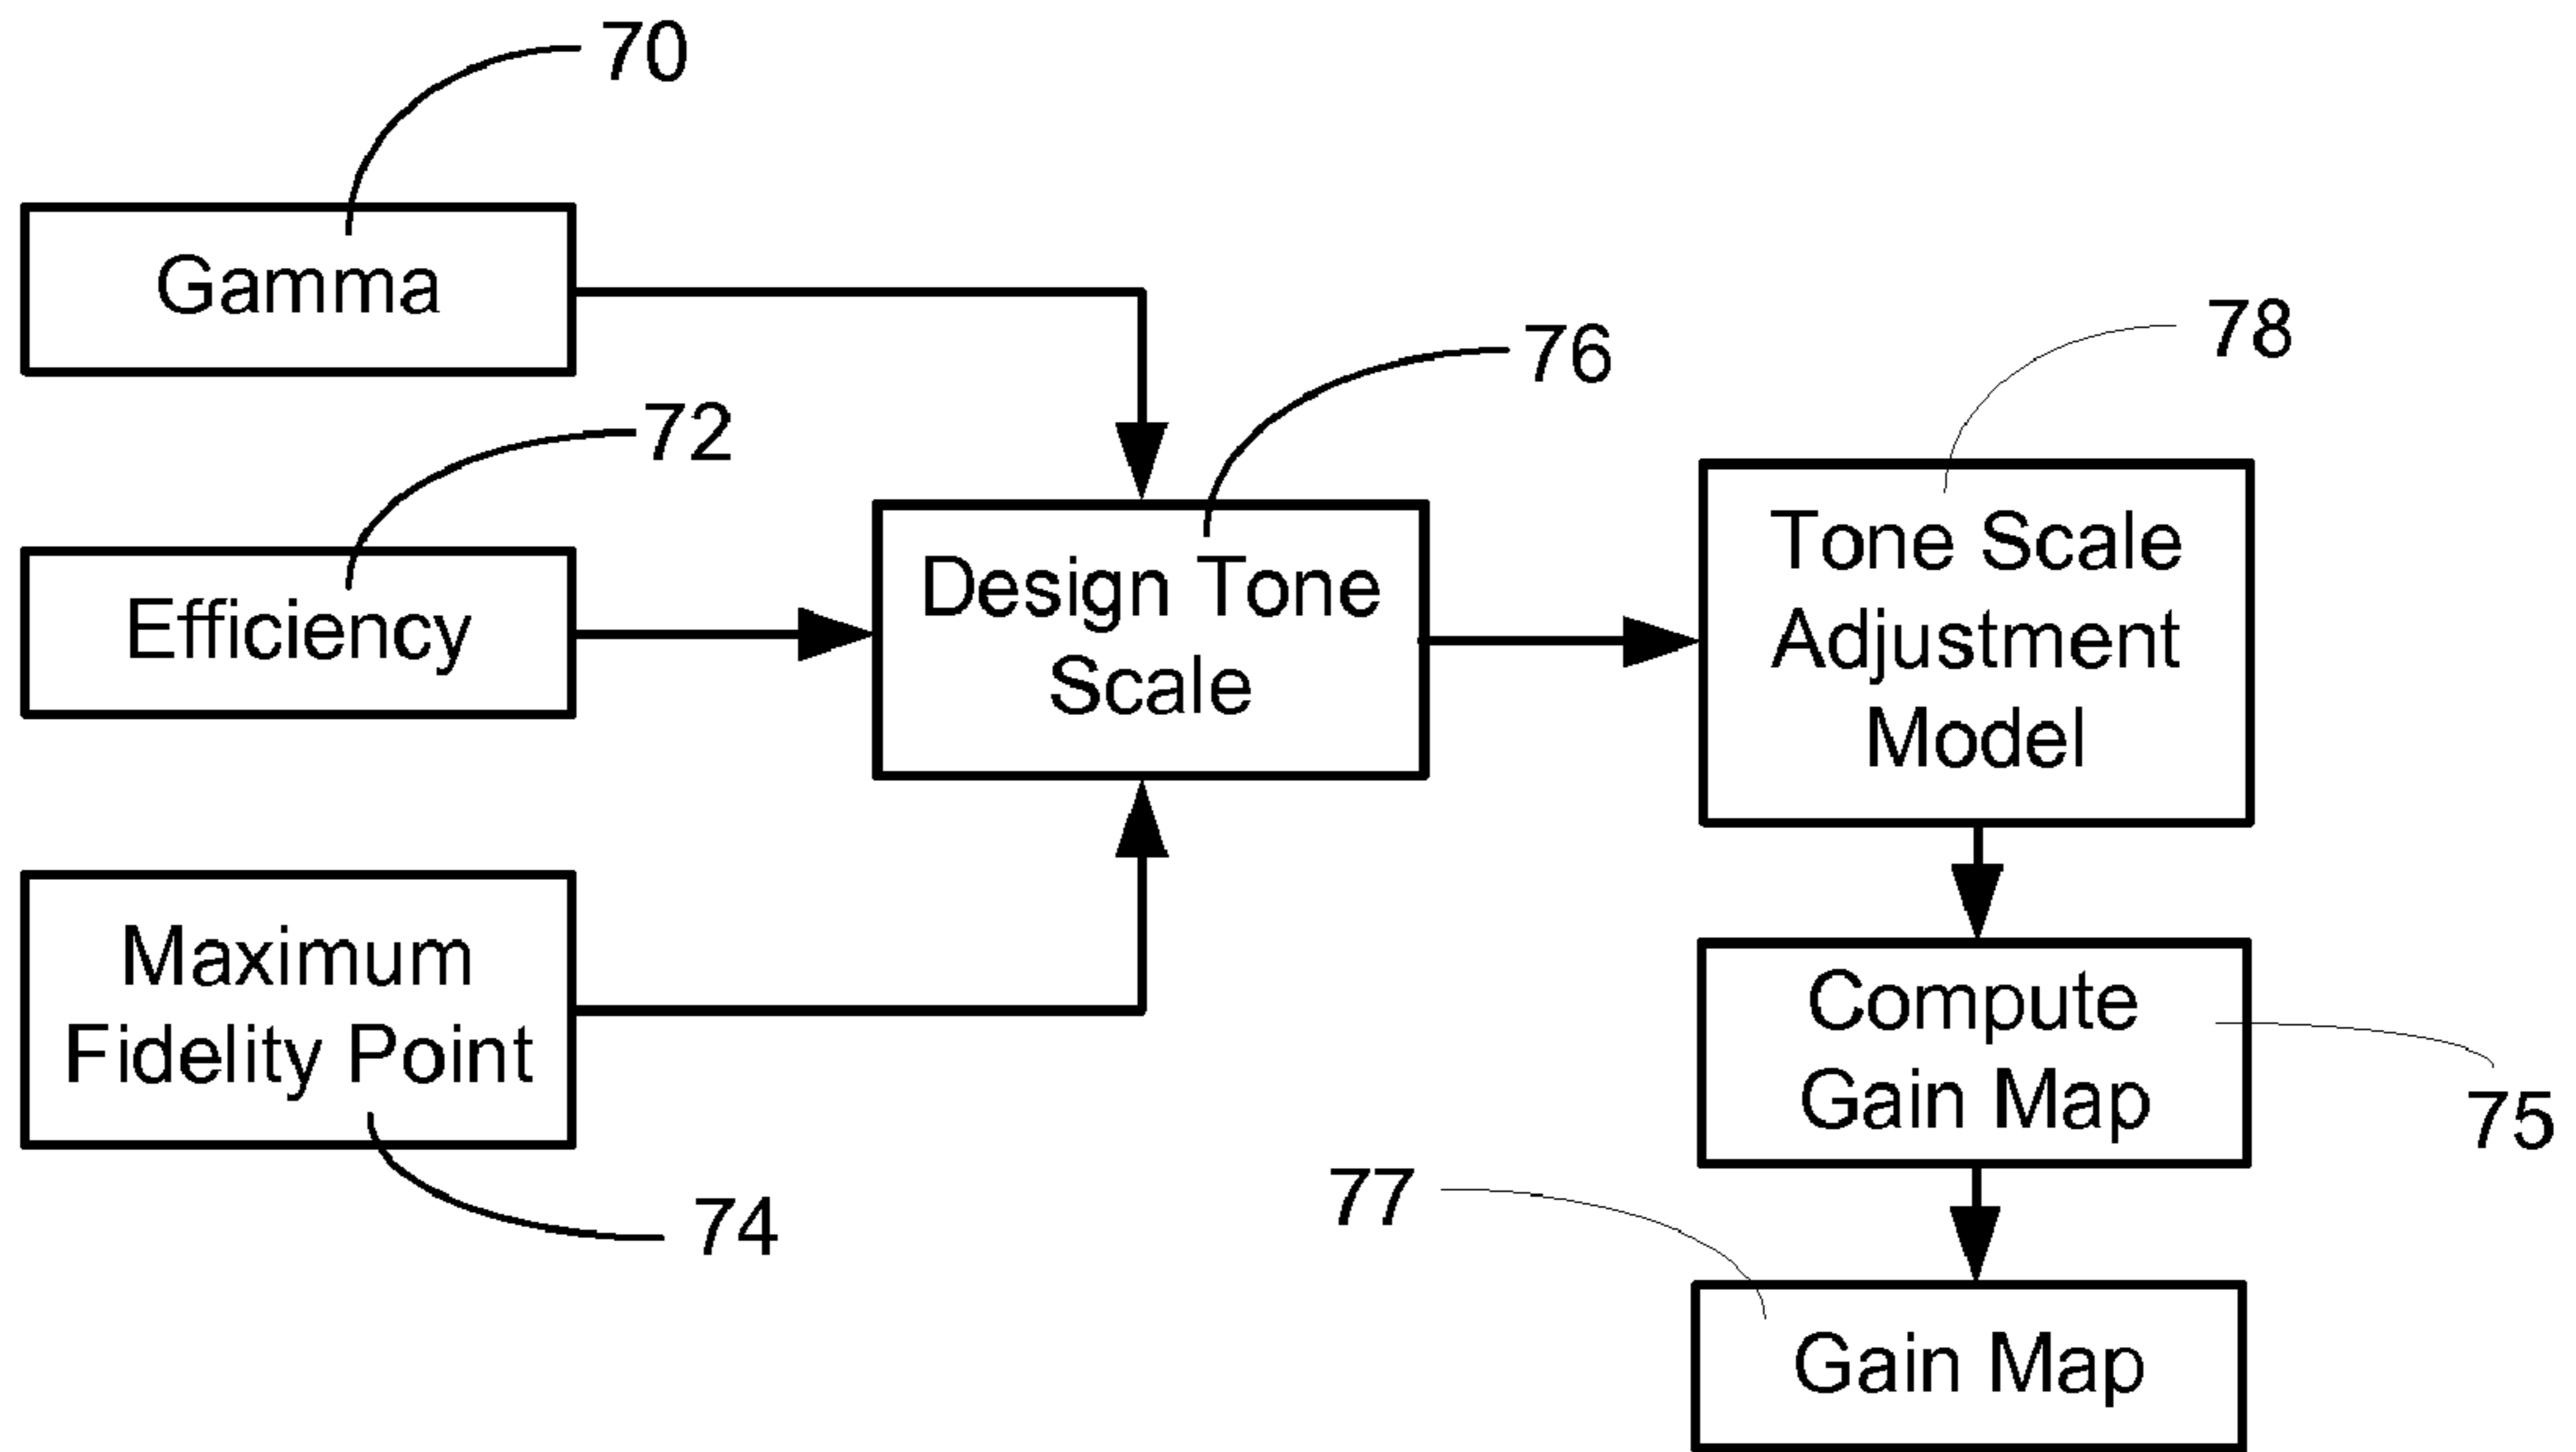 70
Gamma
72
Efficiency
Maximum
Fidelity Point
74
76
Design Tone
Scale
78
Tone Scale
Adjustment
Model
Compute
Gain Map
75
77
Gain Map